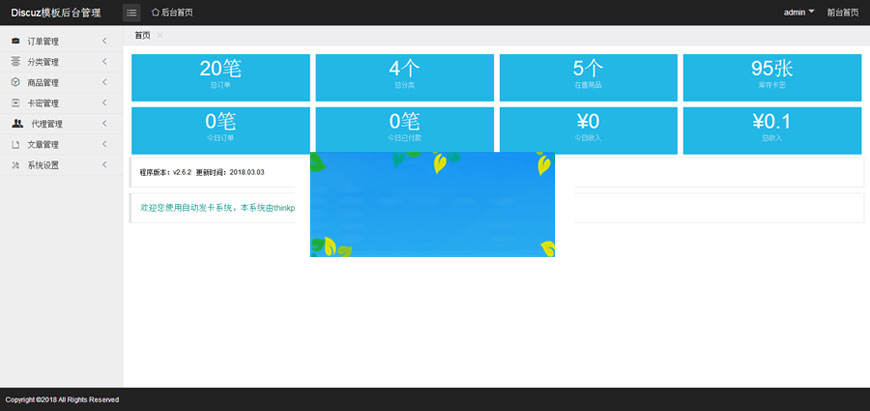 Discuz模板后台管理 后台首页 admin 前台首页
订单管理
分类管理
商品管理
卡密管理
代理管理
文章管理
系统设置
首页
20笔 4个 5个 95张
总订单 总分类 在售商品 库存卡密
0笔 0笔 ¥0 ¥0.1
今日订单 今日已付款 今日收入 总收入
程序版本：v2.6.2 更新时间：2018.03.03
欢迎您使用自动发卡系统，本系统由thinkp
Copyright ©2018 All Rights Reserved